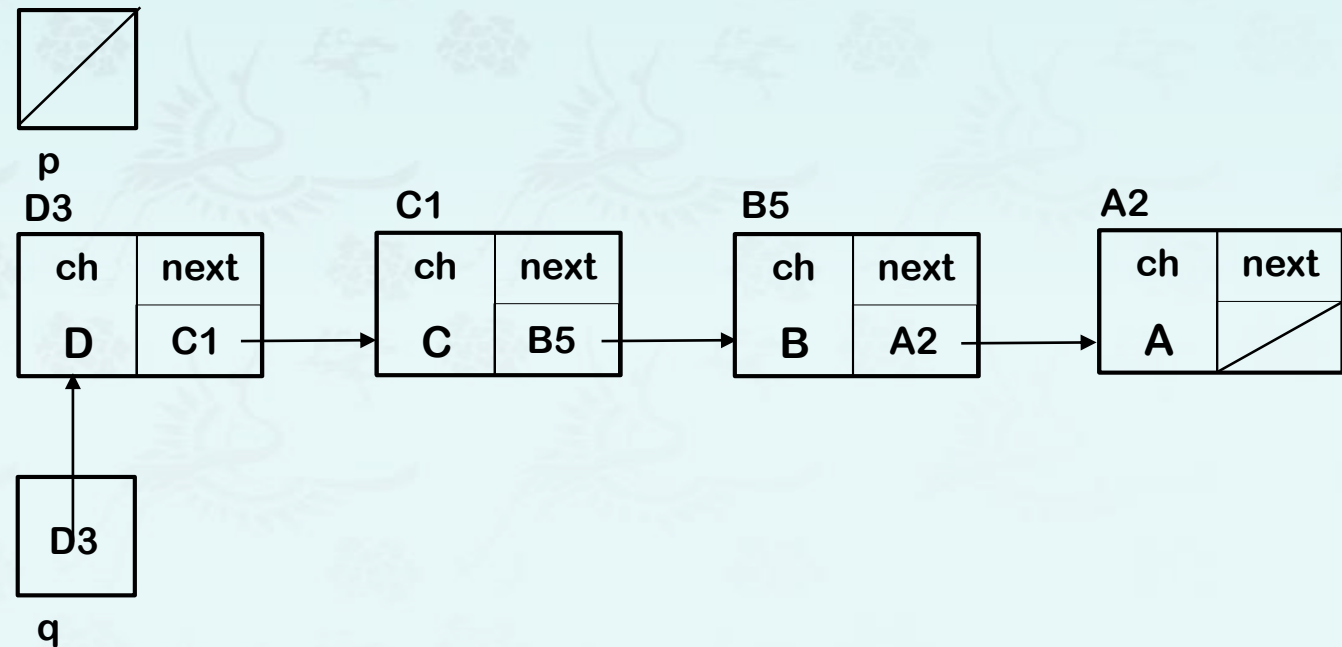 p
D3 C1 B5 A2
ch next ch next ch next ch next
D C1 C B5 B A2 A
D3
q